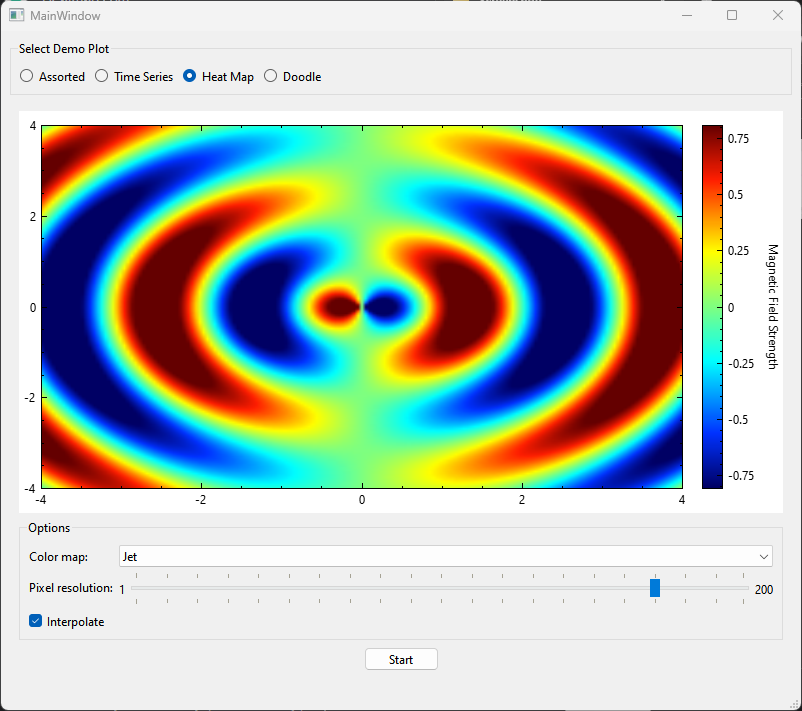 MainWindow
Select Demo Plot
Assorted Time Series Heat Map Doodle
4
2
0
-2
-4
-4 -2 0 2 4
0.75
0.5
0.25
0
-0.25
-0.5
-0.75
Magnetic Field Strength
Options
Color map: Jet
Pixel resolution: 1 200
Interpolate
Start